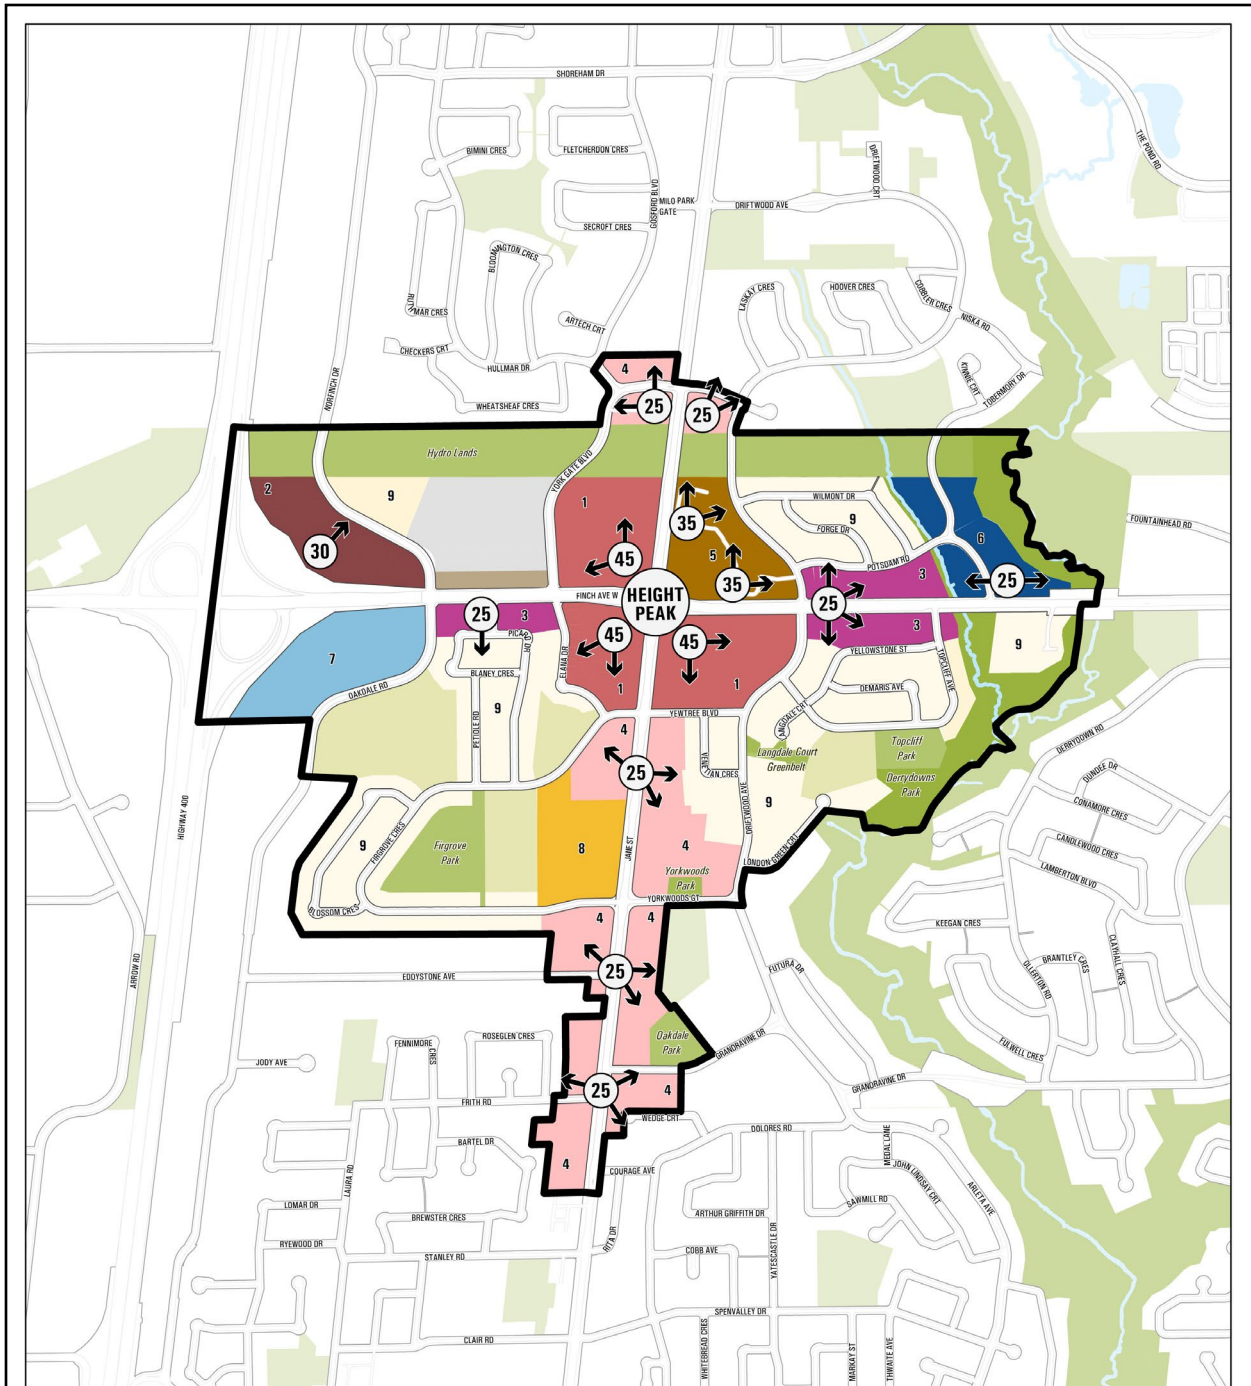 SHOREHAM DR
THE POND RD
BIMINI CRES
FLETCHERDON CRES
DRIFTWOOD CRT
GOSFORD BLVD
MILO PARK
GATE
DRIFTWOOD AVE
SECROFT CRES
BLOOMINGTON CRES
RUTHMAR CRES
LASKAY CRES
HOOVER CRES
COBBLER CRES
NISKA RD
ARTECH CRT
CHECKERS CRT
HULLMAR DR
KINNIE CRT
TOBERMORY DR
NORFINCH DR
WHEATSHEAF CRES
4
25
25
Hydro Lands
YORK GATE BLVD
2
9
1
WILMONT DR
35
9
FORGE DR
FOUNTAINHEAD RD
30
45
5
6
POTSDAM RD
3
35
25
HEIGHT
PEAK
FINCH AVE W
25
25
3
PICARD DR
45
45
3
9
YELLOWSTONE ST
7
ELANA DR
TOPCLIFF AVE
BLANEY CRES
DEMARIS AVE
OAKDALE RD
1
1
9
PETIOLE RD
YEWTREE BLVD
LANGDALE CRT
4
Topcliff
Park
Langdale Court
Greenbelt
DERRYDOWN RD
25
DUNDEE DR
Derrydowns
Park
DRIFTWOOD AVE
9
CONAMORE CRES
HIGHWAY 400
FIRGROVE CRES
9
Firgrove
Park
8
JANE ST
4
CANDLEWOOD CRES
LONDON GREEN CRT
LAMBERTON BLVD
Yorkwoods
Park
YORKWOODS GT
BLOSSOM CRES
4
4
KEEGAN CRES
ARROW RD
EDDYSTONE AVE
25
FUTURA DR
OLLERTON RD
BRANTLEY CRES
CLAYHALL CRES
ROSEGLEN CRES
FENNIMORE
CRES
Oakdale
Park
GRANDRAVINE DR
FULWELL CRES
JODY AVE
GRANDRAVINE DR
25
4
FRITH RD
WEDGE CRT
DOLORES RD
BARTEL DR
MEDAL LANE
4
COURAGE AVE
JOHN LINDSAY CRT
LAURA RD
SAWMILL RD
ARLETA AVE
LOMAR DR
BREWSTER CRES
ARTHUR GRIFFITH DR
RYEWOOD DR
STANLEY RD
RITA DR
COBB AVE
YATESCASTLE DR
SPENVALLEY DR
CLAIR RD
WHITEBREAD CRES
MARKAY ST
THWAITE AVE